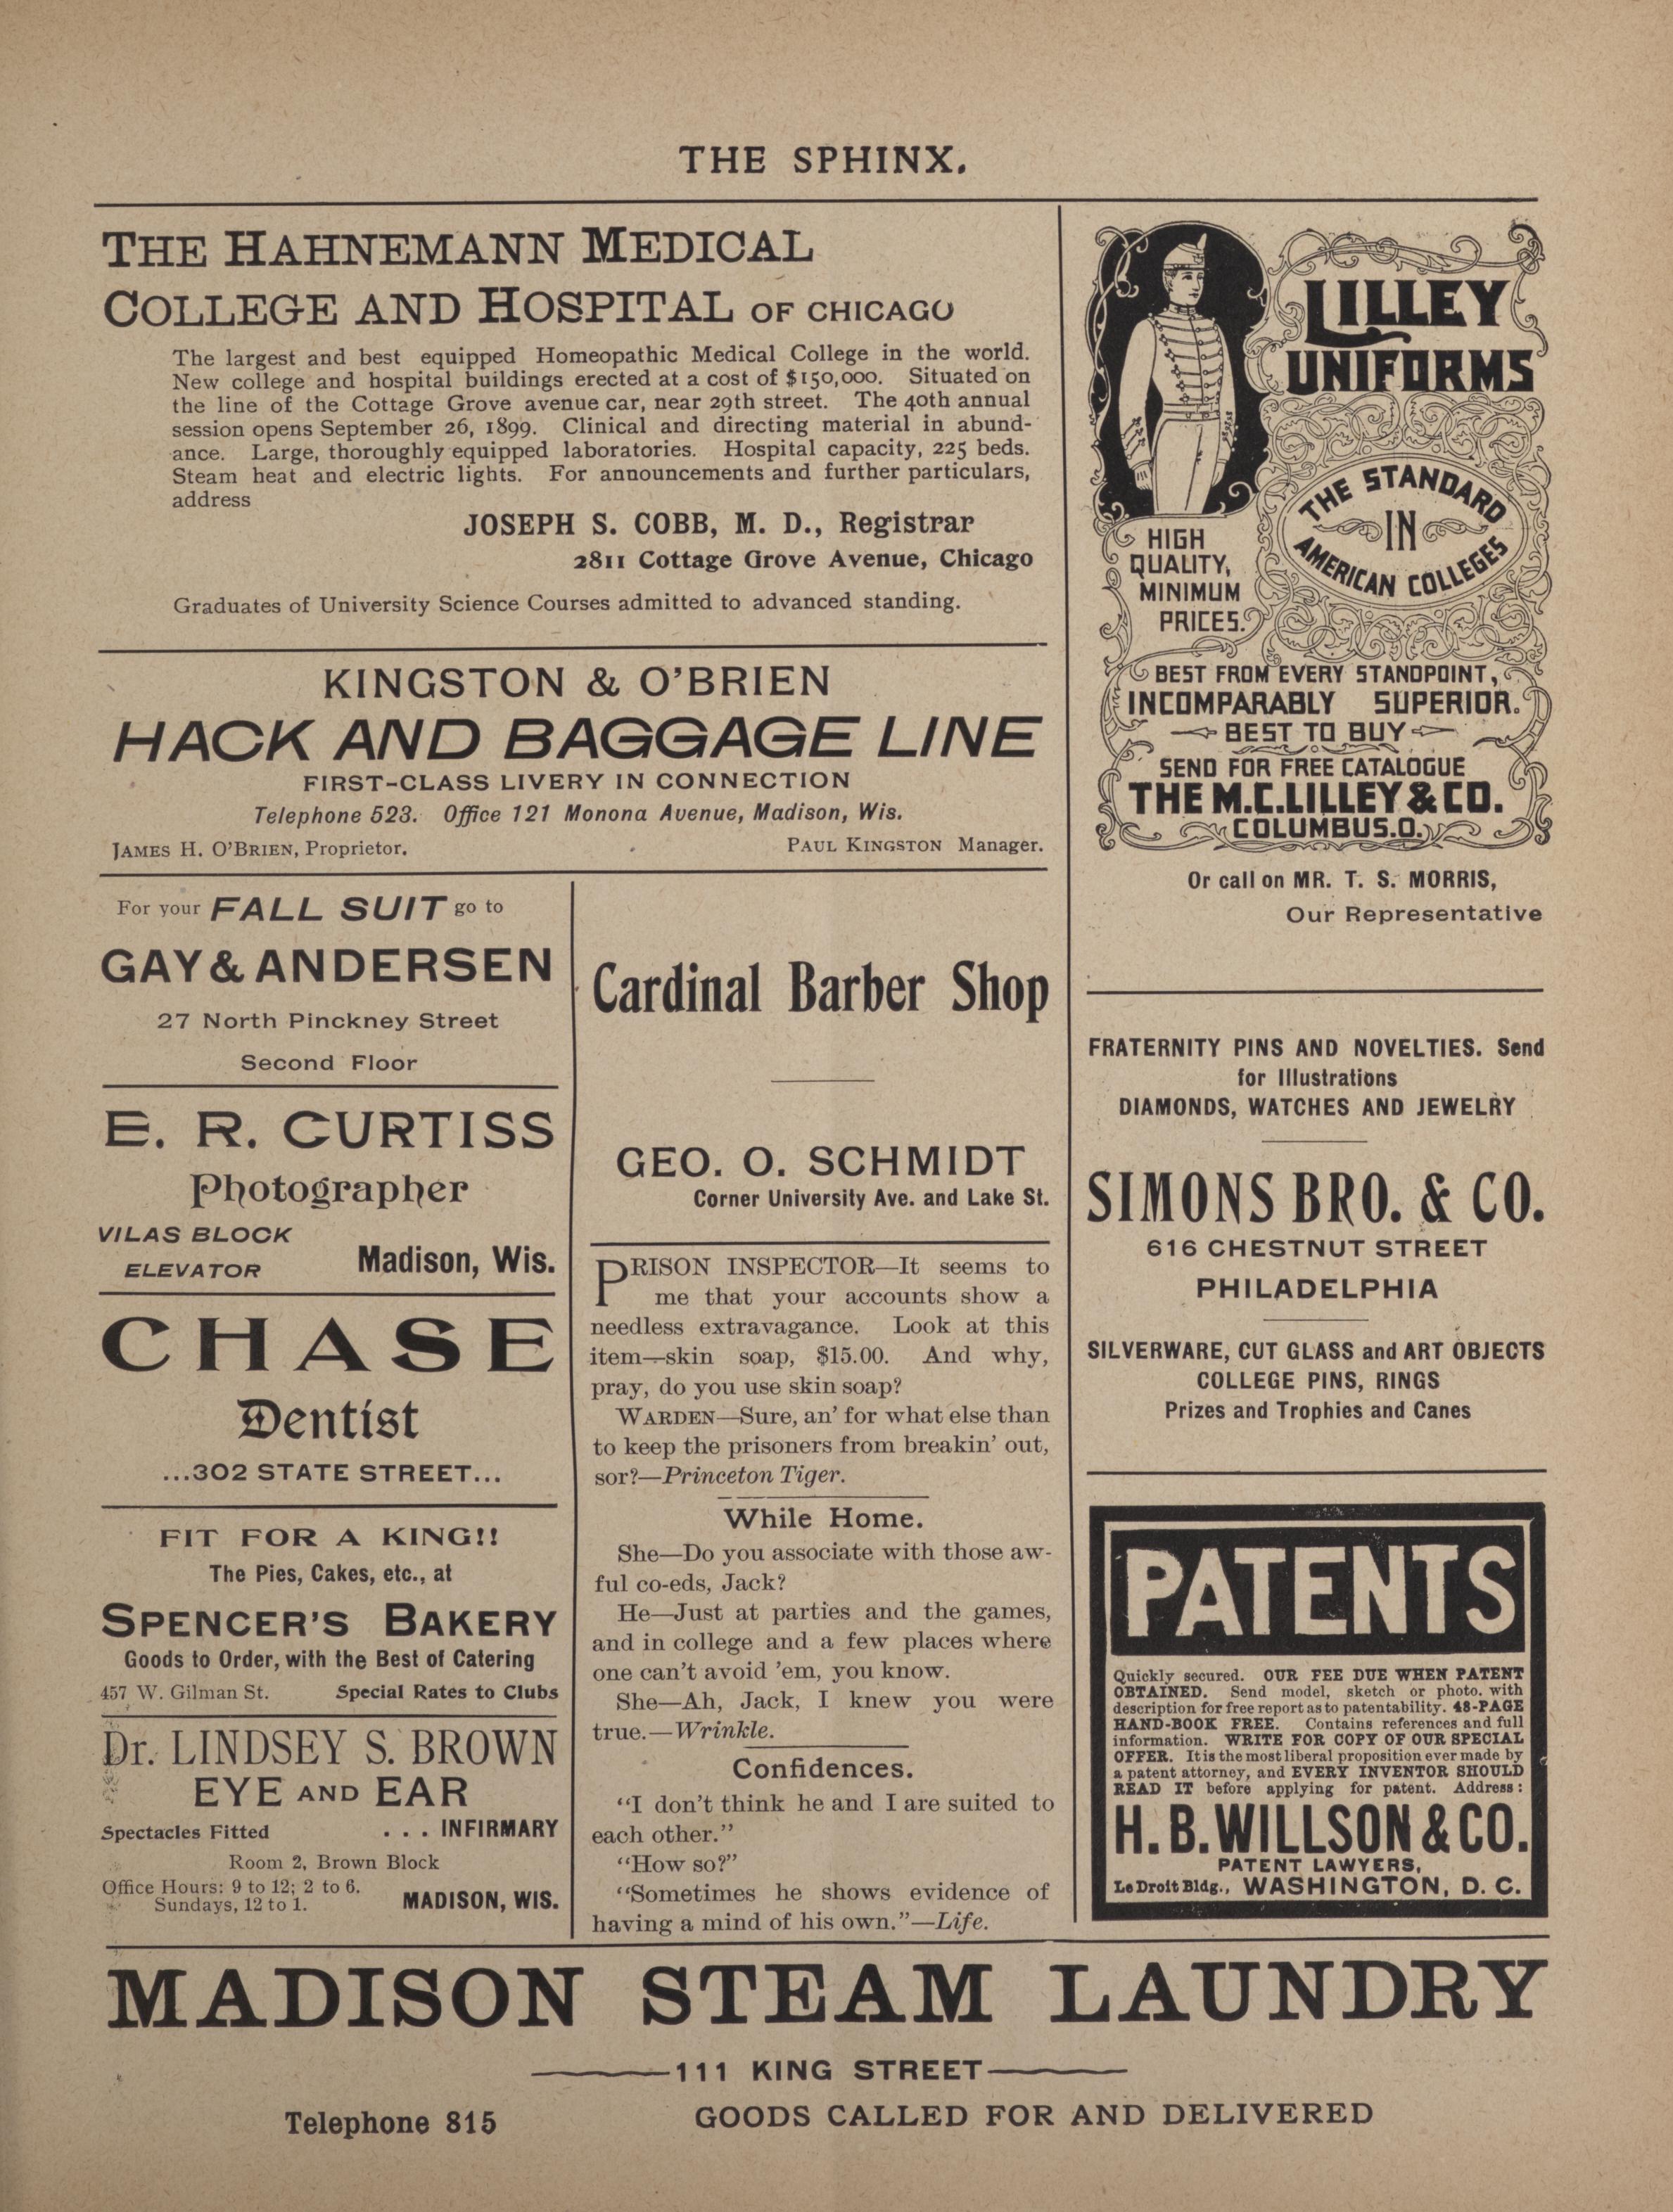 THE SPHINX.
THE HAHNEMANN MEDICAL
COLLEGE AND HOSPITAL OF CHICAGO
The largest and best equipped Homeopathic Medical College in the world.
New college and hospital buildings erected at a cost of $150,000. Situated on
the line of the Cottage Grove avenue car, near 29th street. The 40th annual
session opens September 26, 1899. Clinical and directing material in abund-
ance. Large, thoroughly equipped laboratories. Hospital capacity, 225 beds.
Steam heat and electric lights. For announcements and further particulars,
address
JOSEPH S. COBB, M. D., Registrar
2811 Cottage Grove Avenue, Chicago
Graduates of University Science Courses admitted to advanced standing.
KINGSTON & O'BRIEN
HACK AND BAGGAGE LINE
FIRST-CLASS LIVERY IN CONNECTION
Telephone 523. Office 121 Monona Avenue, Madison, Wis.
JAMES H. O'BRIEN, Proprietor. PAUL KINGSTON Manager.
For your FALL SUIT go to
GAY & ANDERSEN
27 North Pinckney Street
Second Floor
E. R. CURTISS
Photographer
VILAS BLOCK
ELEVATOR
Madison, Wis.
CHASE
Dentist
...302 STATE STREET...
FIT FOR A KING!!
The Pies, Cakes, etc., at
SPENCER'S BAKERY
Goods to Order, with the Best of Catering
457 W. Gilman St. Special Rates to Clubs
Dr. LINDSEY S. BROWN
EYE AND EAR
Spectacles Fitted . . . INFIRMARY
Room 2, Brown Block
Office Hours: 9 to 12; 2 to 6.
Sundays, 12 to 1.
MADISON, WIS.
Cardinal Barber Shop
GEO. O. SCHMIDT
Corner University Ave. and Lake St.
PRISON INSPECTOR—It seems to
me that your accounts show a
needless extravagance. Look at this
item—skin soap, $15.00. And why,
pray, do you use skin soap?
WARDEN—Sure, an' for what else than
to keep the prisoners from breakin' out,
sor?—Princeton Tiger.
While Home.
She—Do you associate with those aw-
ful co-eds, Jack?
He—Just at parties and the games,
and in college and a few places where
one can't avoid 'em, you know.
She—Ah, Jack, I knew you were
true.—Wrinkle.
Confidences.
"I don't think he and I are suited to
each other."
"How so?"
"Sometimes he shows evidence of
having a mind of his own."—Life.
LILLEY
UNIFORMS
THE STANDARD
IN
AMERICAN COLLEGES
HIGH
QUALITY,
MINIMUM
PRICES.
BEST FROM EVERY STANDPOINT,
INCOMPARABLY SUPERIOR.
BEST TO BUY
SEND FOR FREE CATALOGUE
THE M.C. LILLEY & CO.
COLUMBUS.O.
Or call on MR. T. S. MORRIS,
Our Representative
FRATERNITY PINS AND NOVELTIES. Send
for Illustrations
DIAMONDS, WATCHES AND JEWELRY
SIMONS BRO. & CO.
616 CHESTNUT STREET
PHILADELPHIA
SILVERWARE, CUT GLASS and ART OBJECTS
COLLEGE PINS, RINGS
Prizes and Trophies and Canes
PATENTS
Quickly secured. OUR FEE DUE WHEN PATENT
OBTAINED. Send model, sketch or photo. with
description for free report as to patentability. 48-PAGE
HAND-BOOK FREE. Contains references and full
information. WRITE FOR COPY OF OUR SPECIAL
OFFER. It is the most liberal proposition ever made by
a patent attorney, and EVERY INVENTOR SHOULD
READ IT before applying for patent. Address:
H. B. WILLSON & CO.
PATENT LAWYERS,
Le Droit Bldg., WASHINGTON, D. C.
MADISON STEAM LAUNDRY
111 KING STREET
Telephone 815 GOODS CALLED FOR AND DELIVERED